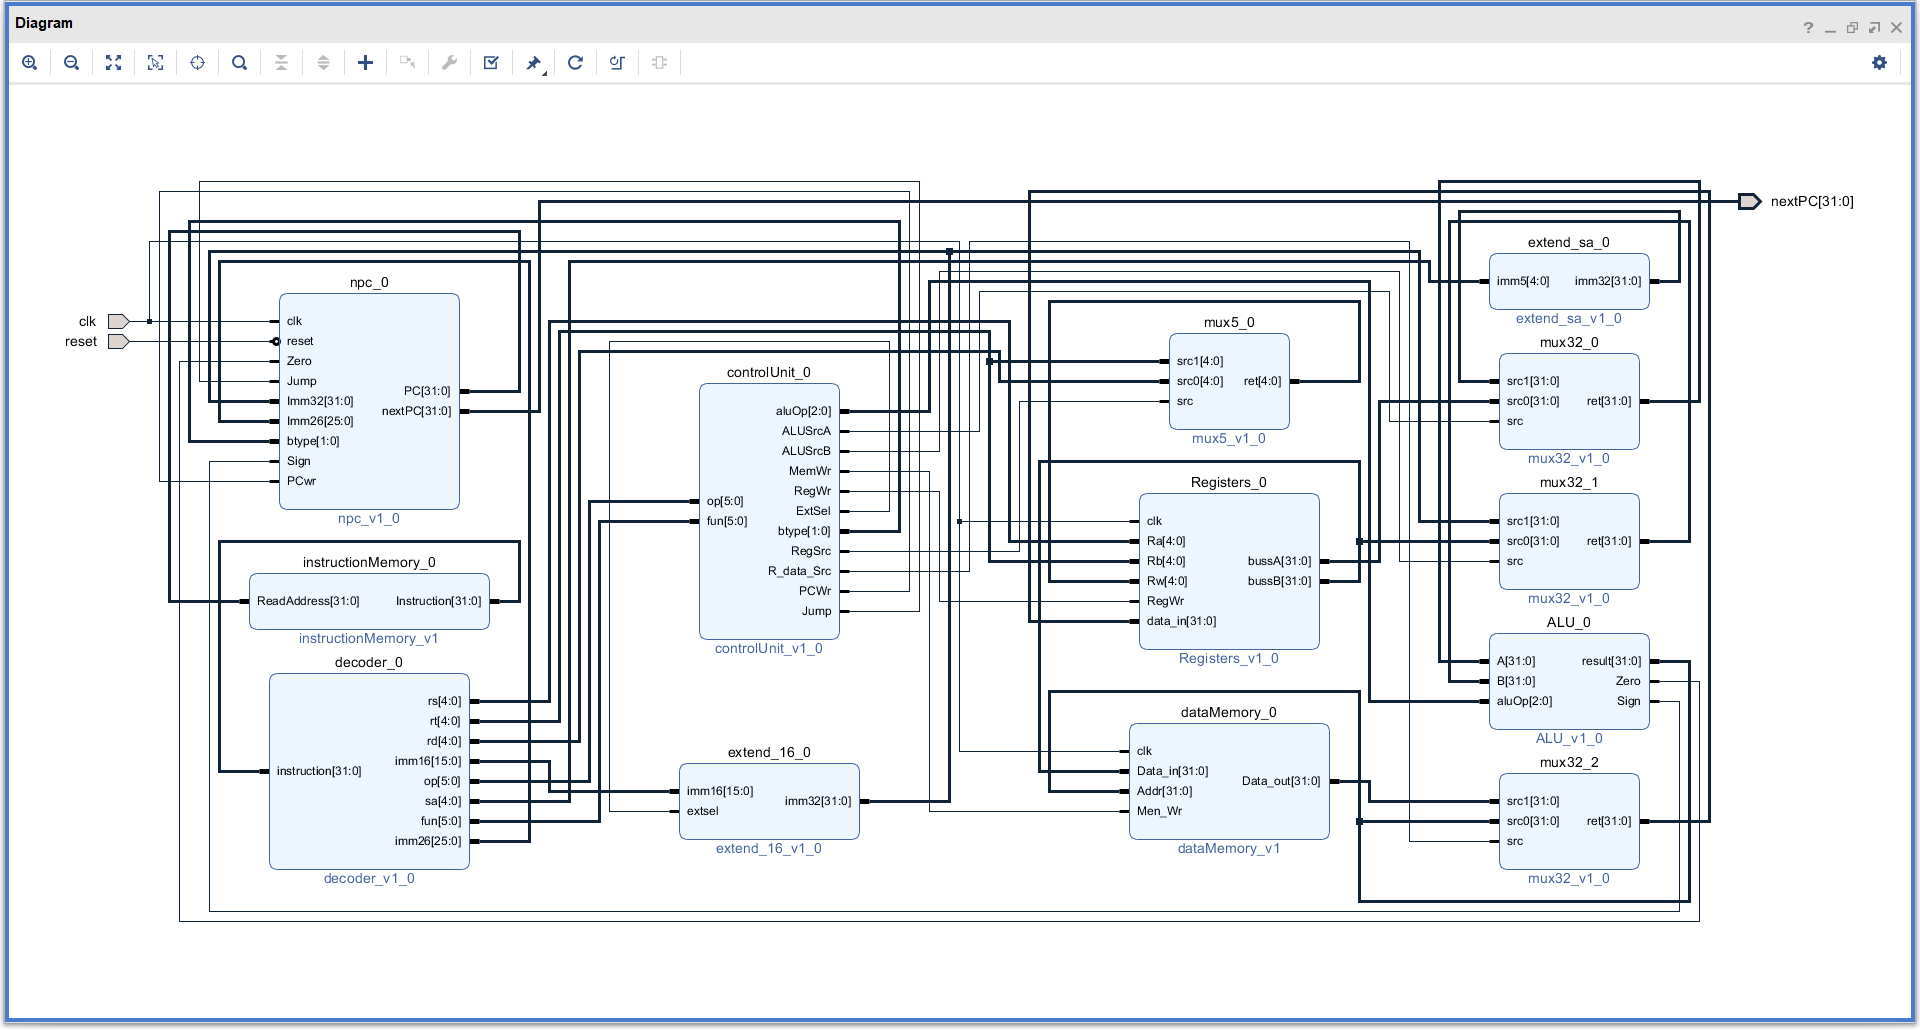 Diagram
nextPC[31:0]
clk
reset
npc_0
clk
reset
Zero
Jump
Imm32[31:0]
Imm26[25:0]
btype[1:0]
Sign
PCwr
PC[31:0]
nextPC[31:0]
npc_v1_0
instructionMemory_0
ReadAddress[31:0]
Instruction[31:0]
instructionMemory_v1
decoder_0
instruction[31:0]
rs[4:0]
rt[4:0]
rd[4:0]
imm16[15:0]
op[5:0]
sa[4:0]
fun[5:0]
imm26[25:0]
decoder_v1_0
controlUnit_0
op[5:0]
fun[5:0]
aluOp[2:0]
ALUSrcA
ALUSrcB
MemWr
RegWr
ExtSel
btype[1:0]
RegSrc
R_data_Src
PCWr
Jump
controlUnit_v1_0
extend_16_0
imm16[15:0]
extsel
imm32[31:0]
extend_16_v1_0
mux5_0
src1[4:0]
src0[4:0]
src
ret[4:0]
mux5_v1_0
Registers_0
clk
Ra[4:0]
Rb[4:0]
Rw[4:0]
RegWr
data_in[31:0]
bussA[31:0]
bussB[31:0]
Registers_v1_0
dataMemory_0
clk
Data_in[31:0]
Addr[31:0]
Men_Wr
Data_out[31:0]
dataMemory_v1
extend_sa_0
imm5[4:0]
imm32[31:0]
extend_sa_v1_0
mux32_0
src1[31:0]
src0[31:0]
src
ret[31:0]
mux32_v1_0
mux32_1
src1[31:0]
src0[31:0]
src
ret[31:0]
mux32_v1_0
ALU_0
A[31:0]
B[31:0]
aluOp[2:0]
result[31:0]
Zero
Sign
ALU_v1_0
mux32_2
src1[31:0]
src0[31:0]
src
ret[31:0]
mux32_v1_0